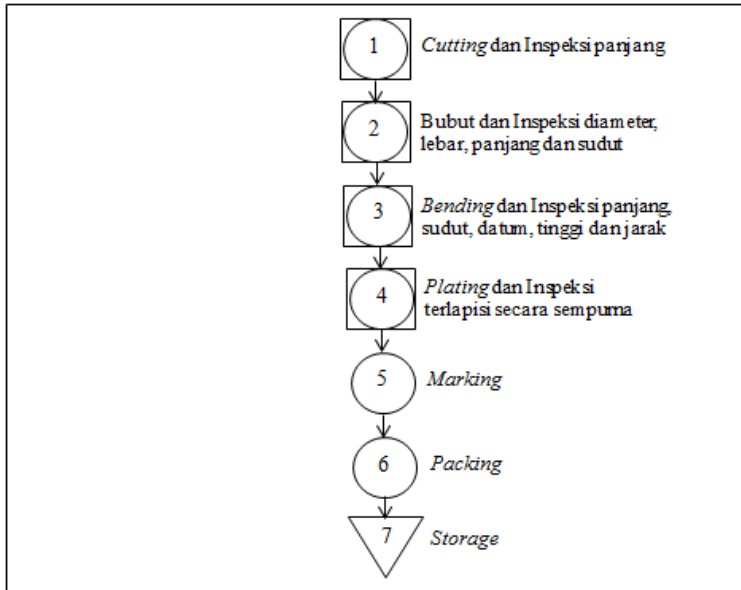 1
Cutting dan Inspeksi panjang
2
Bubut dan Inspeksi diameter,
lebar, panjang dan sudut
3
Bending dan Inspeksi panjang,
sudut, datum, tinggi dan jarak
4
Plating dan Inspeksi
terlapisi secara sempurna
5
Marking
6
Packing
7
Storage